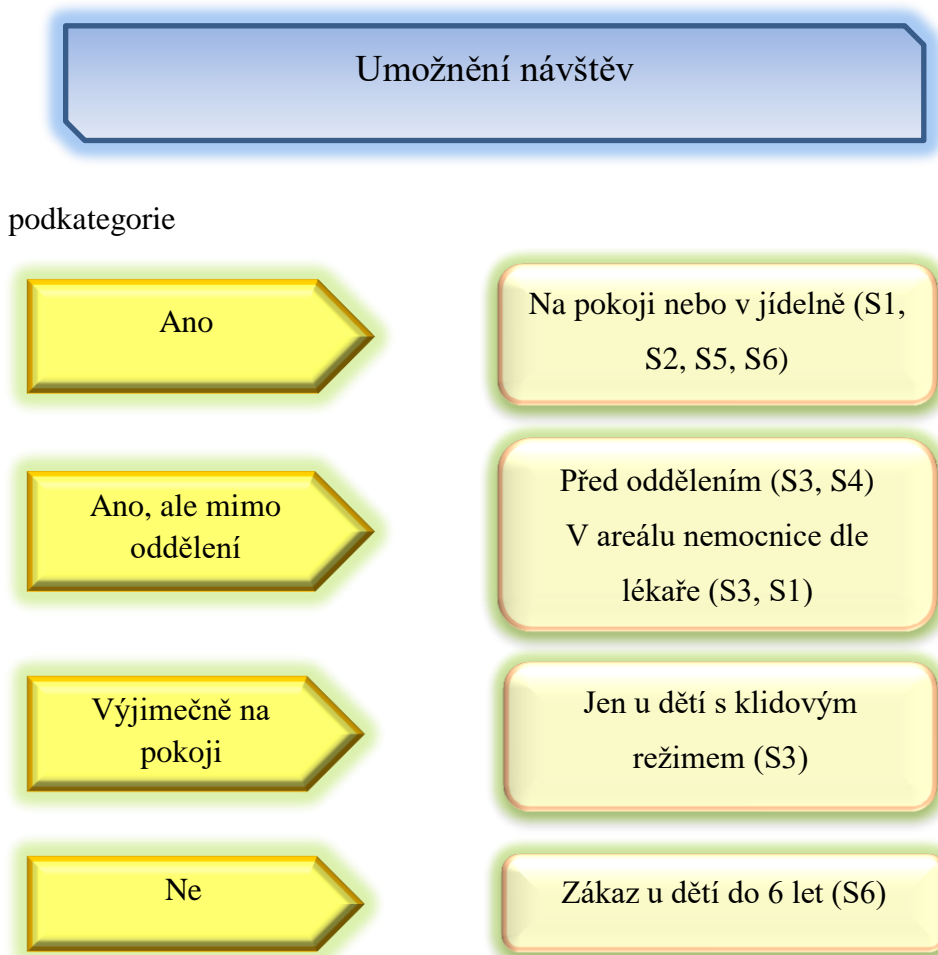 Umožnění návštěv
podkategorie
Ano
Na pokoji nebo v jídelně (S1,
S2, S5, S6)
Ano, ale mimo
oddělení
Před oddělením (S3, S4)
V areálu nemocnice dle
lékaře (S3, S1)
Výjimečně na
pokoji
Jen u dětí s klidovým
režimem (S3)
Ne
Zákaz u dětí do 6 let (S6)